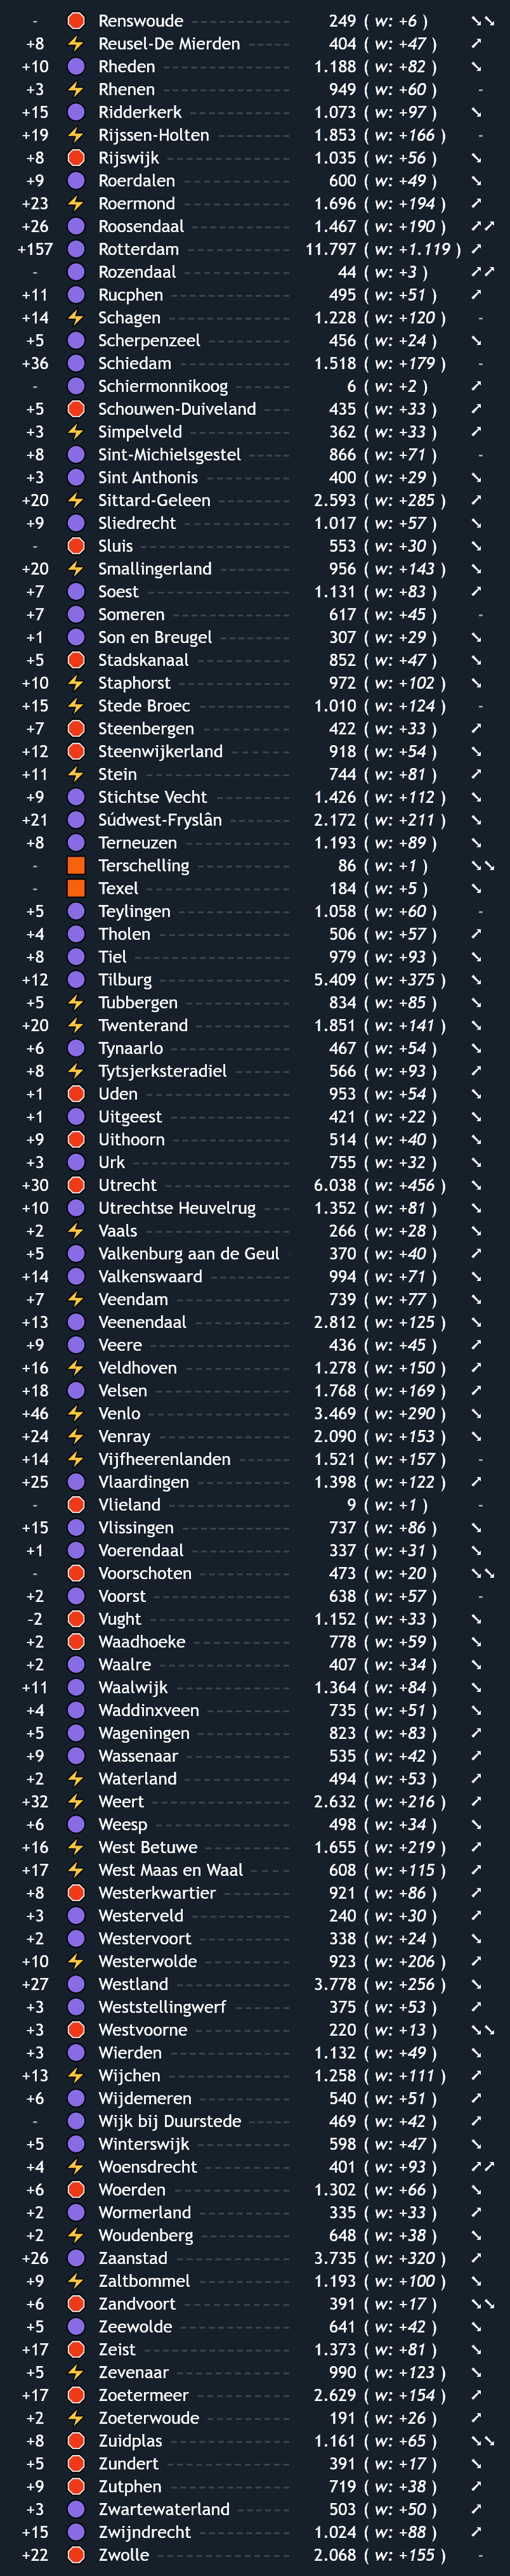 - Renswoude 249 ( w: +6 )
+8 Reusel-De Mierden 404 ( w: +47 )
+10 Rheden 1.188 ( w: +82 )
+3 Rhenen 949 ( w: +60 ) -
+15 Ridderkerk 1.073 ( w: +97 )
+19 Rijssen-Holten 1.853 ( w: +166 ) -
+8 Rijswijk 1.035 ( w: +56 )
+9 Roerdalen 600 ( w: +49 )
+23 Roermond 1.696 ( w: +194 )
+26 Roosendaal 1.467 ( w: +190 )
+157 Rotterdam 11.797 ( w: +1.119 )
- Rozendaal 44 ( w: +3 )
+11 Rucphen 495 ( w: +51 )
+14 Schagen 1.228 ( w: +120 ) -
+5 Scherpenzeel 456 ( w: +24 )
+36 Schiedam 1.518 ( w: +179 ) -
- Schiermonnikoog 6 ( w: +2 )
+5 Schouwen-Duiveland 435 ( w: +33 )
+3 Simpelveld 362 ( w: +33 )
+8 Sint-Michielsgestel 866 ( w: +71 ) -
+3 Sint Anthonis 400 ( w: +29 )
+20 Sittard-Geleen 2.593 ( w: +285 )
+9 Sliedrecht 1.017 ( w: +57 )
- Sluis 553 ( w: +30 )
+20 Smallingerland 956 ( w: +143 )
+7 Soest 1.131 ( w: +83 )
+7 Someren 617 ( w: +45 ) -
+1 Son en Breugel 307 ( w: +29 )
+5 Stadskanaal 852 ( w: +47 )
+10 Staphorst 972 ( w: +102 )
+15 Stede Broec 1.010 ( w: +124 ) -
+7 Steenbergen 422 ( w: +33 )
+12 Steenwijkerland 918 ( w: +54 )
+11 Stein 744 ( w: +81 )
+9 Stichtse Vecht 1.426 ( w: +112 )
+21 Súdwest-Fryslân 2.172 ( w: +211 )
+8 Terneuzen 1.193 ( w: +89 )
- Terschelling 86 ( w: +1 )
- Texel 184 ( w: +5 )
+5 Teylingen 1.058 ( w: +60 ) -
+4 Tholen 506 ( w: +57 )
+8 Tiel 979 ( w: +93 )
+12 Tilburg 5.409 ( w: +375 )
+5 Tubbergen 834 ( w: +85 )
+20 Twenterand 1.851 ( w: +141 )
+6 Tynaarlo 467 ( w: +54 )
+8 Tytsjerksteradiel 566 ( w: +93 )
+1 Uden 953 ( w: +54 )
+1 Uitgeest 421 ( w: +22 )
+9 Uithoorn 514 ( w: +40 )
+3 Urk 755 ( w: +32 )
+30 Utrecht 6.038 ( w: +456 )
+10 Utrechtse Heuvelrug 1.352 ( w: +81 )
+2 Vaals 266 ( w: +28 )
+5 Valkenburg aan de Geul 370 ( w: +40 )
+14 Valkenswaard 994 ( w: +71 )
+7 Veendam 739 ( w: +77 )
+13 Veenendaal 2.812 ( w: +125 )
+9 Veere 436 ( w: +45 )
+16 Veldhoven 1.278 ( w: +150 )
+18 Velsen 1.768 ( w: +169 )
+46 Venlo 3.469 ( w: +290 )
+24 Venray 2.090 ( w: +153 )
+14 Vijfheerenlanden 1.521 ( w: +157 ) -
+25 Vlaardingen 1.398 ( w: +122 )
- Vlieland 9 ( w: +1 ) -
+15 Vlissingen 737 ( w: +86 )
+1 Voerendaal 337 ( w: +31 )
- Voorschoten 473 ( w: +20 )
+2 Voorst 638 ( w: +57 ) -
-2 Vught 1.152 ( w: +33 )
+2 Waadhoeke 778 ( w: +59 )
+2 Waalre 407 ( w: +34 )
+11 Waalwijk 1.364 ( w: +84 )
+4 Waddinxveen 735 ( w: +51 )
+5 Wageningen 823 ( w: +83 )
+9 Wassenaar 535 ( w: +42 )
+2 Waterland 494 ( w: +53 )
+32 Weert 2.632 ( w: +216 )
+6 Weesp 498 ( w: +34 )
+16 West Betuwe 1.655 ( w: +219 )
+17 West Maas en Waal 608 ( w: +115 )
+8 Westerkwartier 921 ( w: +86 )
+3 Westerveld 240 ( w: +30 )
+2 Westervoort 338 ( w: +24 )
+10 Westerwolde 923 ( w: +206 )
+27 Westland 3.778 ( w: +256 )
+3 Weststellingwerf 375 ( w: +53 )
+3 Westvoorne 220 ( w: +13 )
+3 Wierden 1.132 ( w: +49 )
+13 Wijchen 1.258 ( w: +111 )
+6 Wijdemeren 540 ( w: +51 )
- Wijk bij Duurstede 469 ( w: +42 )
+5 Winterswijk 598 ( w: +47 )
+4 Woensdrecht 401 ( w: +93 )
+6 Woerden 1.302 ( w: +66 )
+2 Wormerland 335 ( w: +33 )
+2 Woudenberg 648 ( w: +38 )
+26 Zaanstad 3.735 ( w: +320 )
+9 Zaltbommel 1.193 ( w: +100 )
+6 Zandvoort 391 ( w: +17 )
+5 Zeewolde 641 ( w: +42 )
+17 Zeist 1.373 ( w: +81 )
+5 Zevenaar 990 ( w: +123 )
+17 Zoetermeer 2.629 ( w: +154 )
+2 Zoeterwoude 191 ( w: +26 )
+8 Zuidplas 1.161 ( w: +65 )
+5 Zundert 391 ( w: +17 )
+9 Zutphen 719 ( w: +38 )
+3 Zwartewaterland 503 ( w: +50 )
+15 Zwijndrecht 1.024 ( w: +88 )
+22 Zwolle 2.068 ( w: +155 ) -